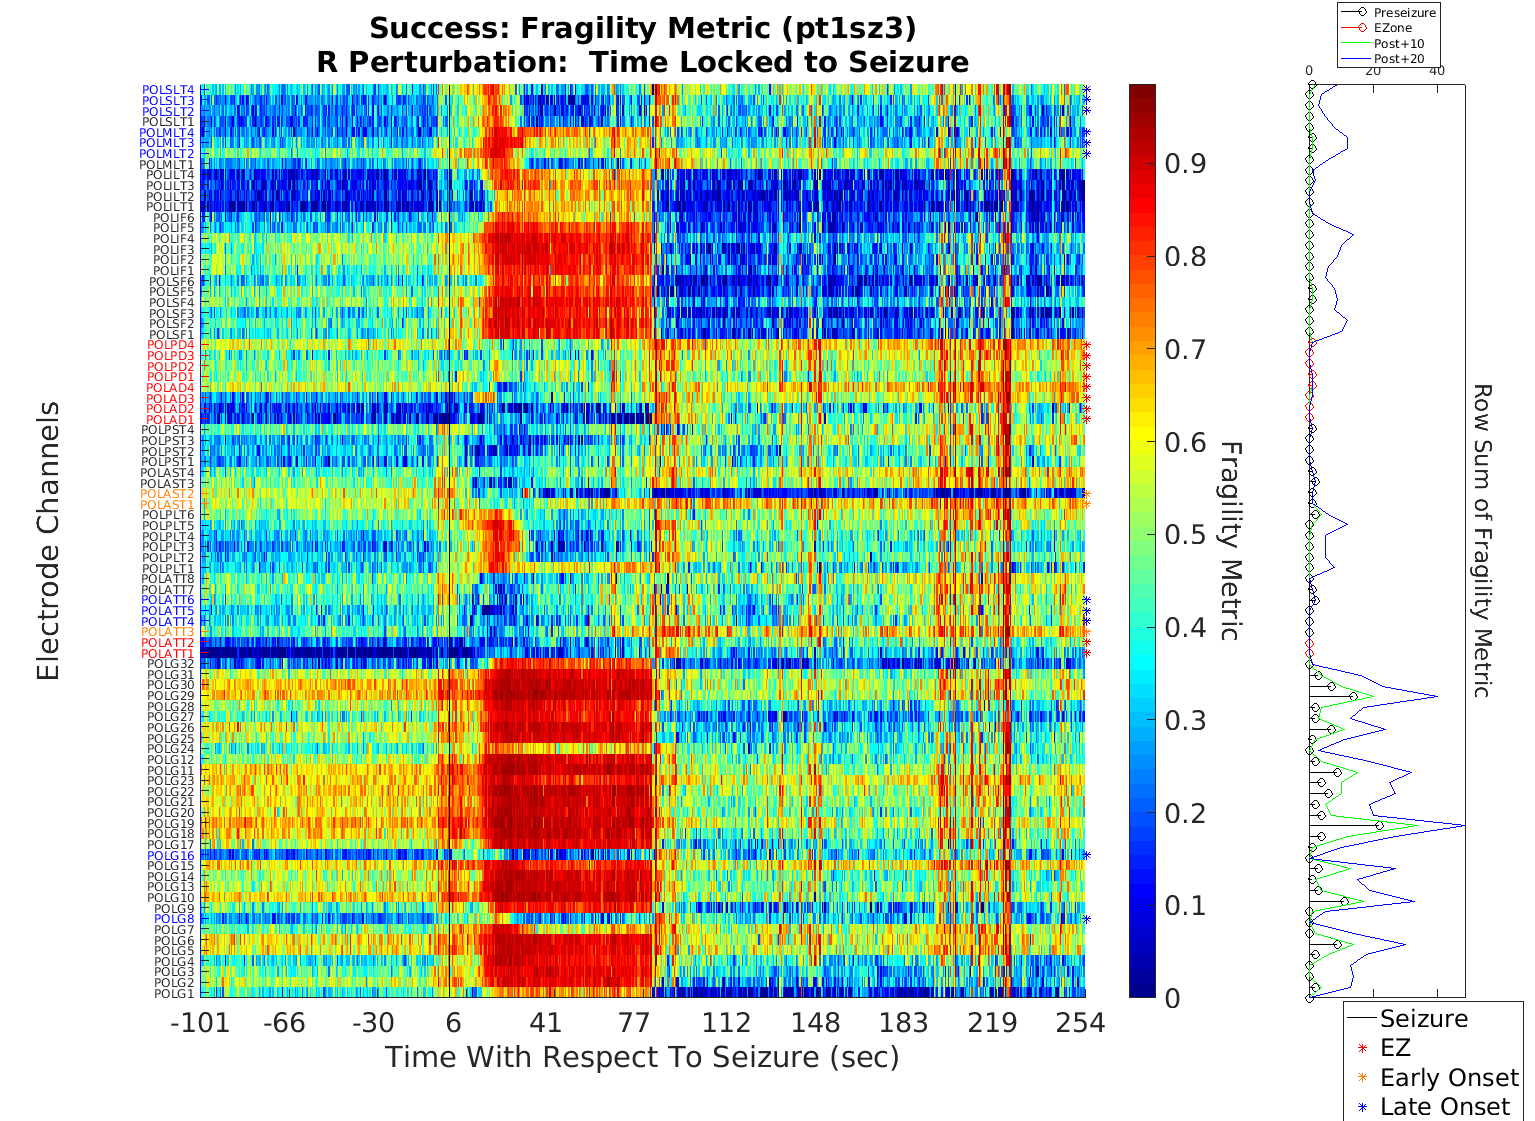 Success: Fragility Metric (pt1sz3)
R Perturbation: Time Locked to Seizure
Preseizure
EZone
Post+10
Post+20
0 20 40
POLSLT4
POLSLT3
POLSLT2
POLSLT1
POLMLT4
POLMLT3
POLMLT2
POLMLT1
POLILT4
POLILT3
POLILT2
POLILT1
POLIF6
POLIF5
POLIF4
POLIF3
POLIF2
POLIF1
POLSF6
POLSF5
POLSF4
POLSF3
POLSF2
POLSF1
POLPD4
POLPD3
POLPD2
POLPD1
POLAD4
POLAD3
POLAD2
POLAD1
POLPST4
POLPST3
POLPST2
POLPST1
POLAST4
POLAST3
POLAST2
POLAST1
POLPLT6
POLPLT5
POLPLT4
POLPLT3
POLPLT2
POLPLT1
POLATT8
POLATT7
POLATT6
POLATT5
POLATT4
POLATT3
POLATT2
POLATT1
POLG32
POLG31
POLG30
POLG29
POLG28
POLG27
POLG26
POLG25
POLG24
POLG12
POLG11
POLG23
POLG22
POLG21
POLG20
POLG19
POLG18
POLG17
POLG16
POLG15
POLG14
POLG13
POLG10
POLG9
POLG8
POLG7
POLG6
POLG5
POLG4
POLG3
POLG2
POLG1
Electrode Channels
-101 -66 -30 6 41 77 112 148 183 219 254
Time With Respect To Seizure (sec)
0.9
0.8
0.7
0.6
0.5
0.4
0.3
0.2
0.1
0
Fragility Metric
Row Sum of Fragility Metric
Seizure
EZ
Early Onset
Late Onset